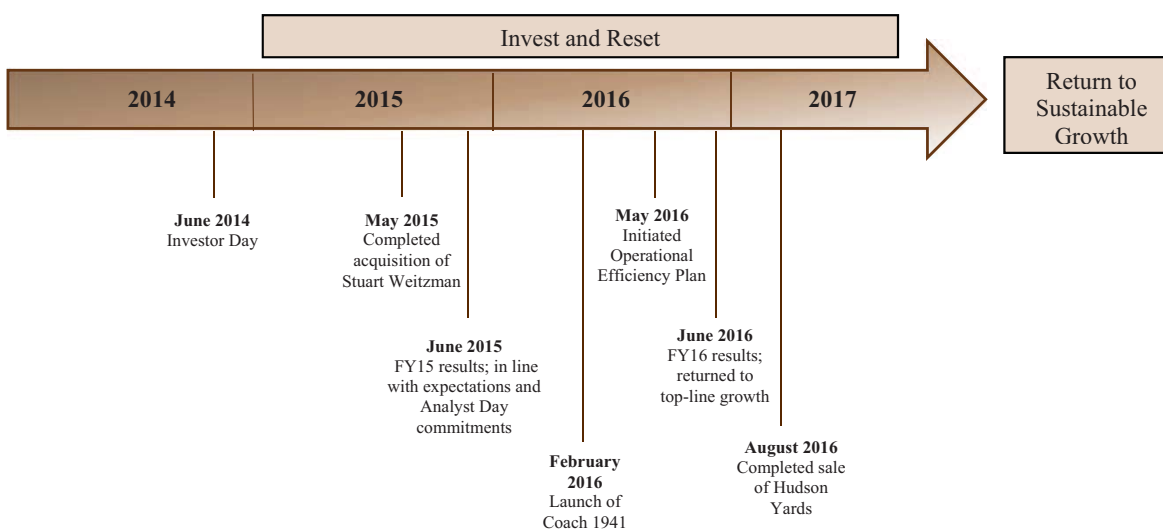 Invest and Reset
2014
2015
2016
2017
Return to
Sustainable
Growth
June 2014
Investor Day
May 2015
Completed
acquisition of
Stuart Weitzman
May 2016
Initiated
Operational
Efficiency Plan
June 2015
FY15 results; in line
with expectations and
Analyst Day
commitments
June 2016
FY16 results;
returned to
top-line growth
February
2016
Launch of
Coach 1941
August 2016
Completed sale
of Hudson
Yards